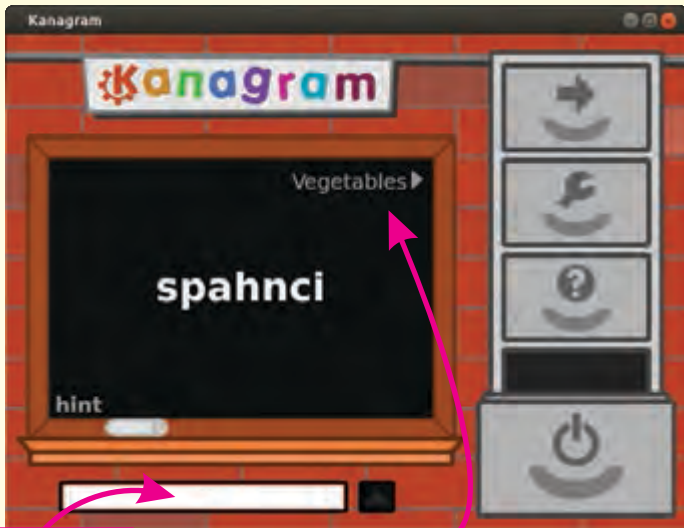 Kanagram
Kanagram
Vegetables
spahnci
hint